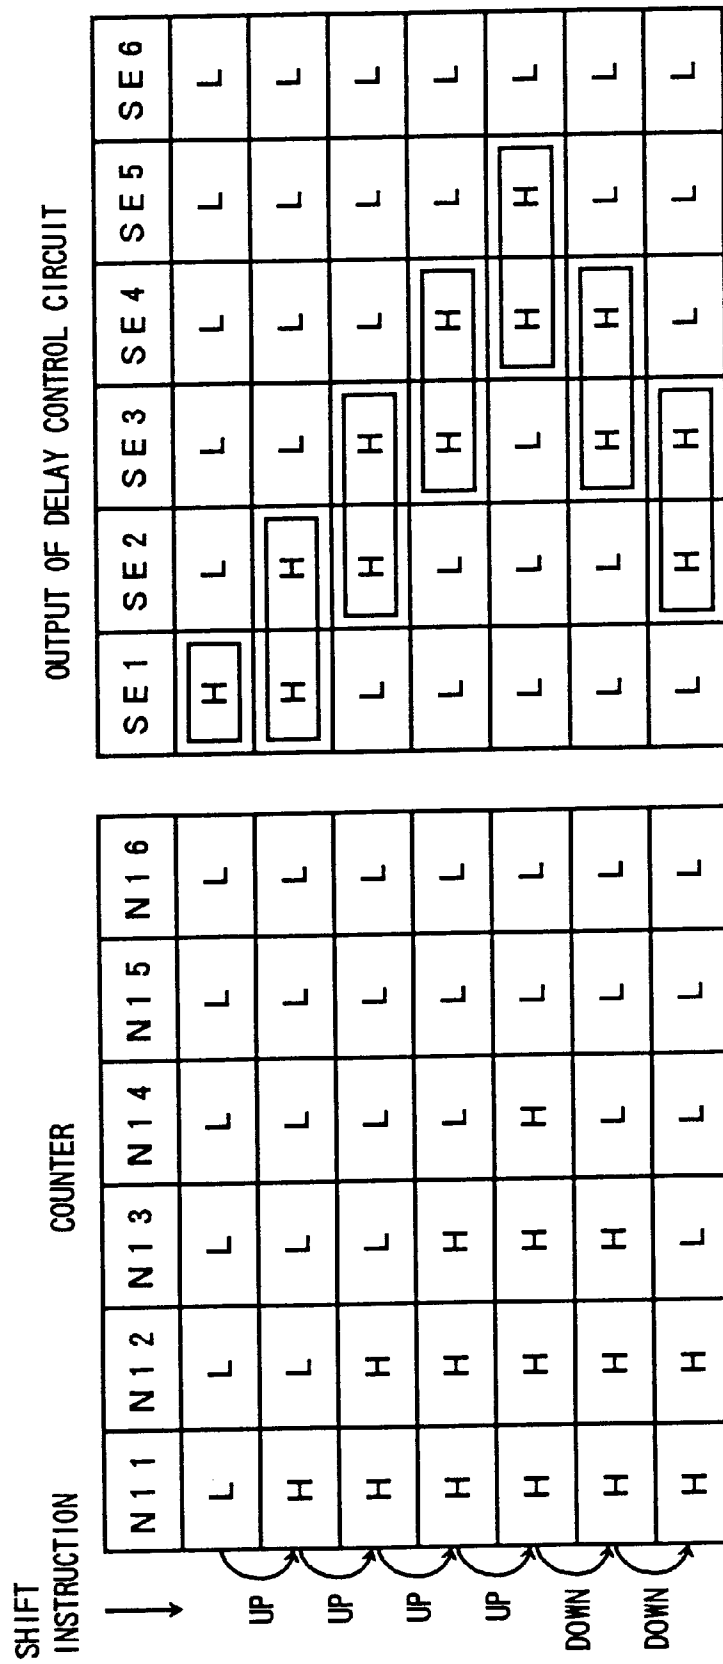 SHIFT
INSTRUCTION
COUNTER
OUTPUT OF DELAY CONTROL CIRCUIT
N11 N12 N13 N14 N15 N16 SE1 SE2 SE3 SE4 SE5 SE6
L L L L L L H L L L L L
UP
H L L L L L H H L L L L
UP
H H L L L L L H H L L L
UP
H H H L L L L L H H L L
UP
H H H H L L L L L H H L
DOWN
H H H L L L L L H H L L
DOWN
H H L L L L L H H L L L